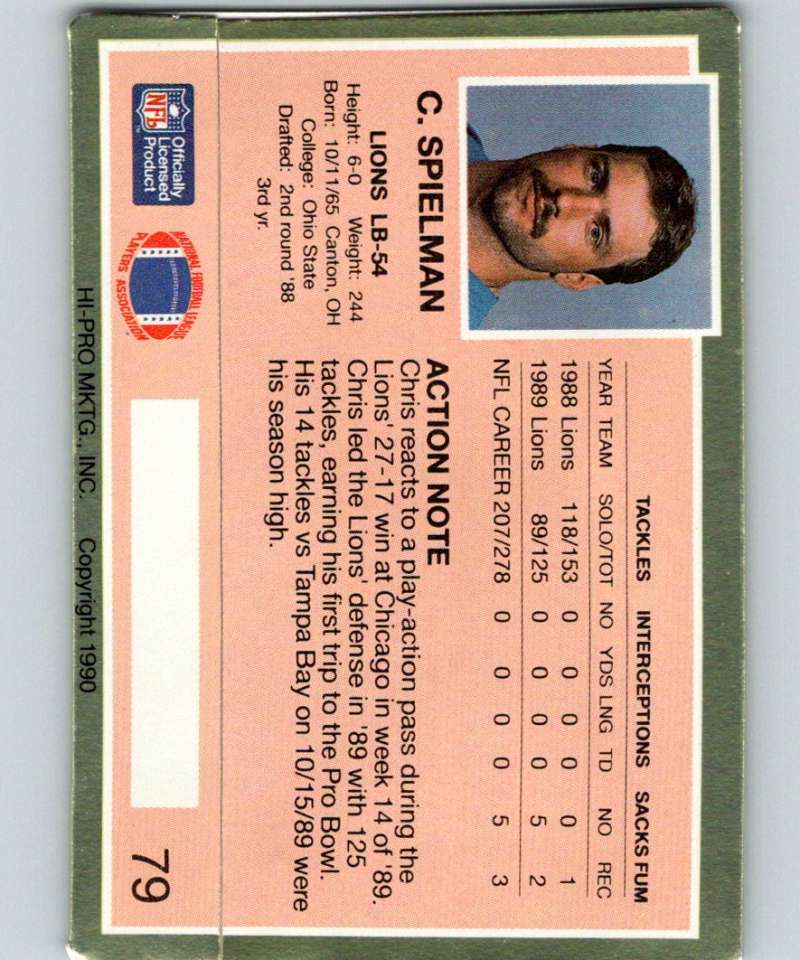 C. SPIELMAN
LIONS LB-54
Height: 6-0 Weight: 244
Born: 10/11/65 Canton, OH
College: Ohio State
Drafted: 2nd round '88
3rd yr.
TACKLES INTERCEPTIONS SACKS FUM
YEAR TEAM SOLO/TOT NO YDS LNG TD NO REC
1988 Lions 118/153 0 0 0 0 0 1
1989 Lions 89/125 0 0 0 0 5 2
NFL CAREER 207/278 0 0 0 0 5 3
ACTION NOTE
Chris reacts to a play-action pass during the
Lions' 27-17 win at Chicago in week 14 of '89.
Chris led the Lions' defense in '89 with 125
tackles, earning his first trip to the Pro Bowl.
His 14 tackles vs Tampa Bay on 10/15/89 were
his season high.
NFL
Officially
Licensed
Product
TM
NATIONAL FOOTBALL LEAGUE
PLAYERS ASSOCIATION
79
HI-PRO MKTG., INC. Copyright 1990